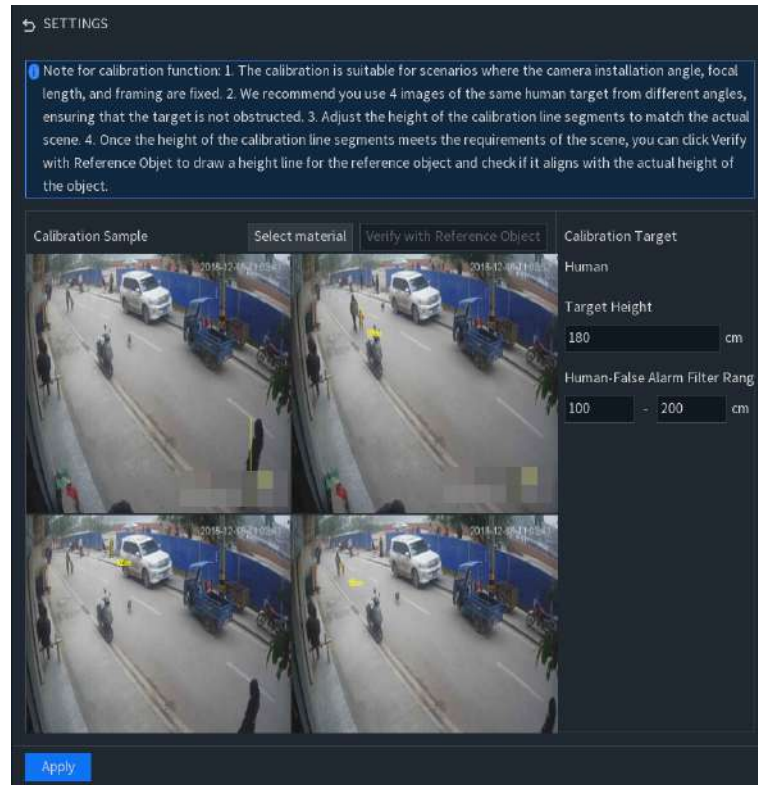 SETTINGS
Note for calibration function: 1. The calibration is suitable for scenarios where the camera installation angle, focal
length, and framing are fixed. 2. We recommend you use 4 images of the same human target from different angles,
ensuring that the target is not obstructed. 3. Adjust the height of the calibration line segments to match the actual
scene. 4. Once the height of the calibration line segments meets the requirements of the scene, you can click Verify
with Reference Objet to draw a height line for the reference object and check if it aligns with the actual height of
the object.
Calibration Sample
Select material
Verify with Reference Object
Calibration Target
Human
Target Height
180 cm
Human-False Alarm Filter Rang
100 - 200 cm
Apply